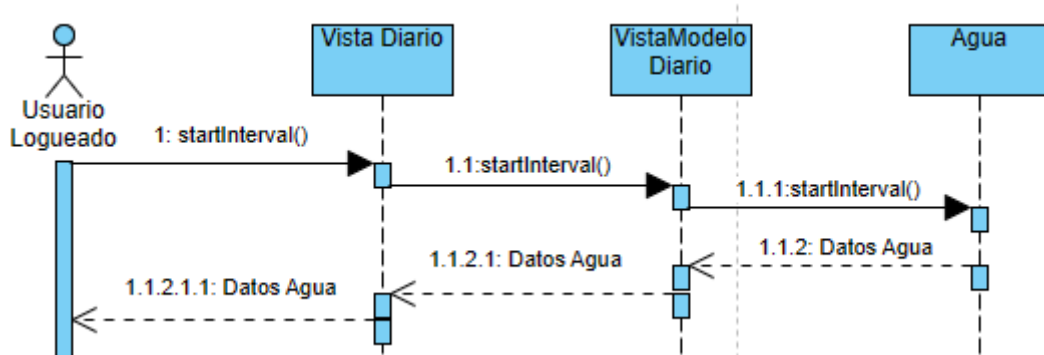 Vista Diario
VistaModelo
Diario
Agua
Usuario
Logueado
1: startInterval()
1.1:startInterval()
1.1.1:startInterval()
1.1.2: Datos Agua
1.1.2.1: Datos Agua
1.1.2.1.1: Datos Agua